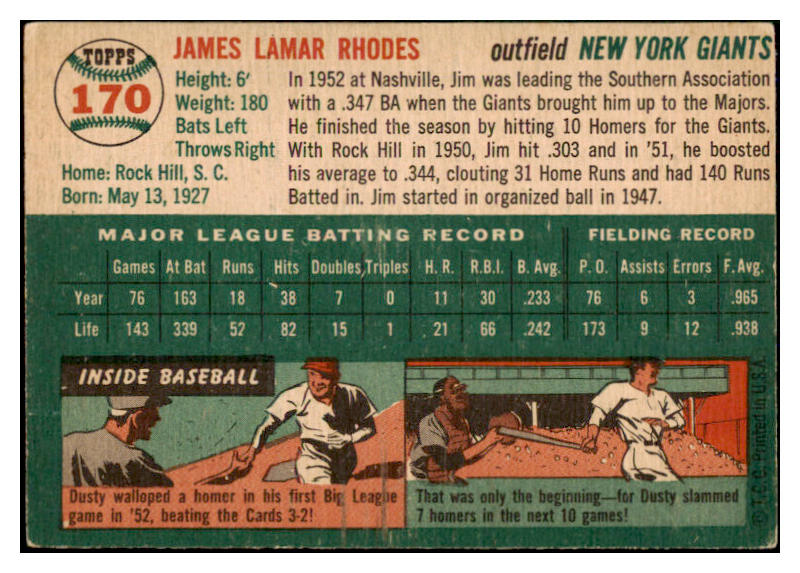 TOPPS
170
JAMES LAMAR RHODES outfield NEW YORK GIANTS
Height: 6'
Weight: 180
Bats Left
Throws Right
Home: Rock Hill, S. C.
Born: May 13, 1927
In 1952 at Nashville, Jim was leading the Southern Association
with a .347 BA when the Giants brought him up to the Majors.
He finished the season by hitting 10 Homers for the Giants.
With Rock Hill in 1950, Jim hit .303 and in '51, he boosted
his average to .344, clouting 31 Home Runs and had 140 Runs
Batted in. Jim started in organized ball in 1947.
MAJOR LEAGUE BATTING RECORD FIELDING RECORD
Games At Bat Runs Hits Doubles Triples H. R. R.B.I. B. Avg. P. O. Assists Errors F. Avg.
Year 76 163 18 38 7 0 11 30 .233 76 6 3 .965
Life 143 339 52 82 15 1 21 66 .242 173 9 12 .938
INSIDE BASEBALL
Dusty walloped a homer in his first Big League
game in '52, beating the Cards 3-2!
That was only the beginning—for Dusty slammed
7 homers in the next 10 games!
© T.C.G. Printed in U.S.A.